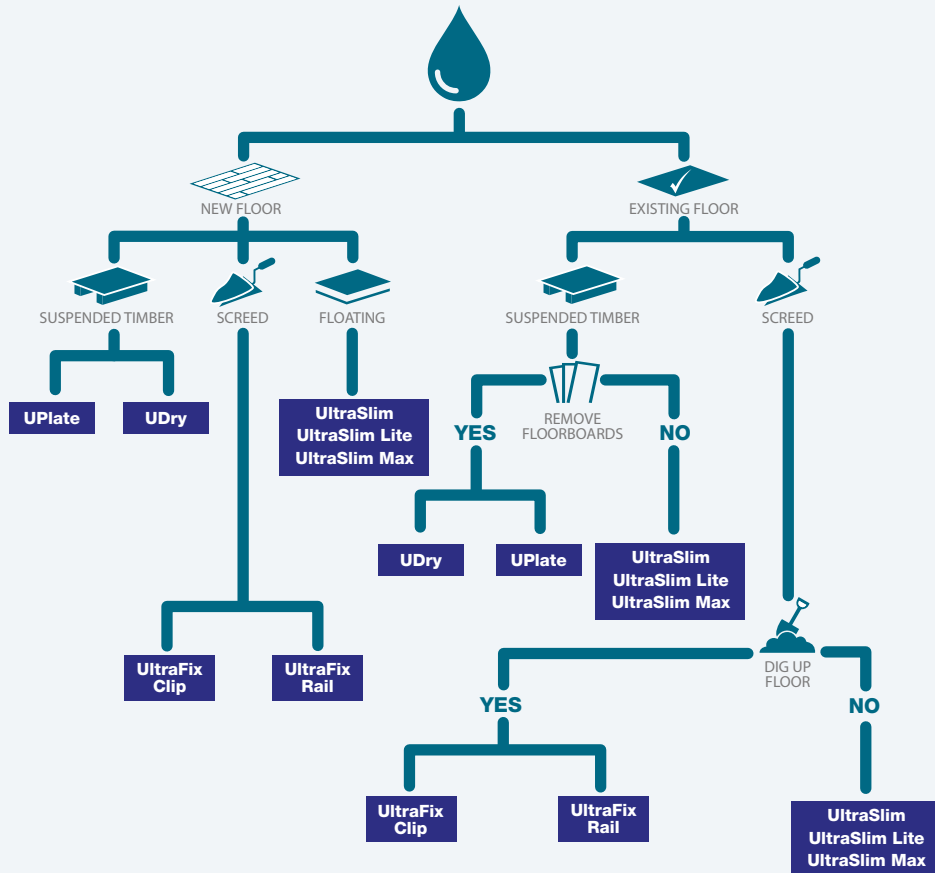 NEW FLOOR
EXISTING FLOOR
SUSPENDED TIMBER
SCREED
FLOATING
SUSPENDED TIMBER
SCREED
UPlate
UDry
UltraSlim
UltraSlim Lite
UltraSlim Max
YES
REMOVE
FLOORBOARDS
NO
UDry
UPlate
UltraSlim
UltraSlim Lite
UltraSlim Max
UltraFix
Clip
UltraFix
Rail
DIG UP
FLOOR
YES
NO
UltraFix
Clip
UltraFix
Rail
UltraSlim
UltraSlim Lite
UltraSlim Max